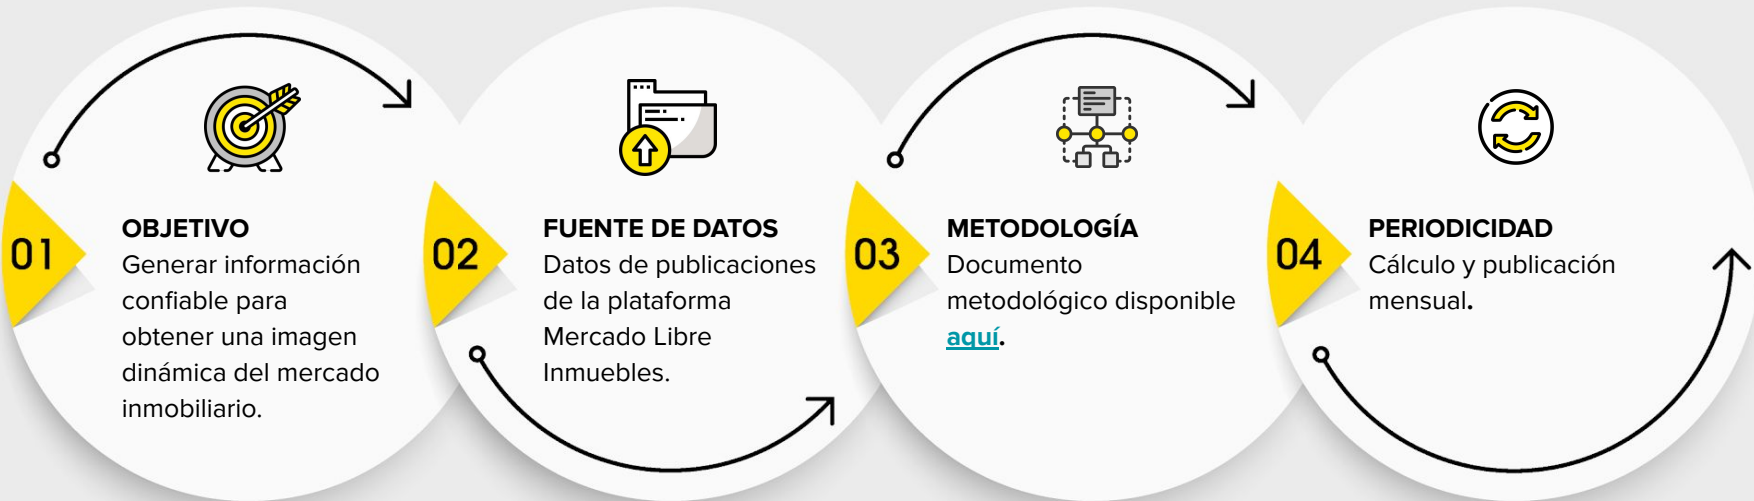 01
OBJETIVO
Generar información
confiable para
obtener una imagen
dinámica del mercado
inmobiliario.
02
FUENTE DE DATOS
Datos de publicaciones
de la plataforma
Mercado Libre
Inmuebles.
03
METODOLOGÍA
Documento
metodológico disponible
aquí.
04
PERIODICIDAD
Cálculo y publicación
mensual.